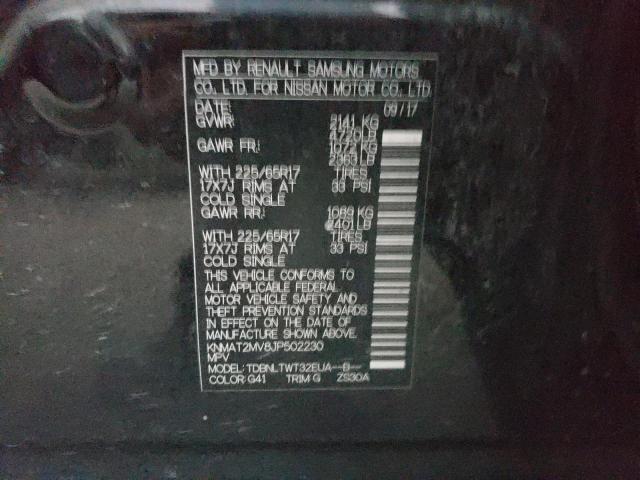 MFD BY RENAULT SAMSUNG MOTORS
CO., LTD. FOR NISSAN MOTOR CO., LTD.
DATE: 09/17
GVWR: 2141 KG
4720LB
GAWR FR: 1072 KG
2363LB
WITH 225/65R17 TIRES
17X7J RIMS AT 33 PSI
COLD SINGLE
GAWR RR: 1089 KG
2401LB
WITH 225/65R17 TIRES
17X7J RIMS AT 33 PSI
COLD SINGLE
THIS VEHICLE CONFORMS TO
ALL APPLICABLE FEDERAL
MOTOR VEHICLE SAFETY AND
THEFT PREVENTION STANDARDS
IN EFFECT ON THE DATE OF
MANUFACTURE SHOWN ABOVE.
KNMAT2MV8JP502230
MPV
MODEL: TDBNLTWT32EUA--D-
COLOR: G41 TRIM: G ZS30A